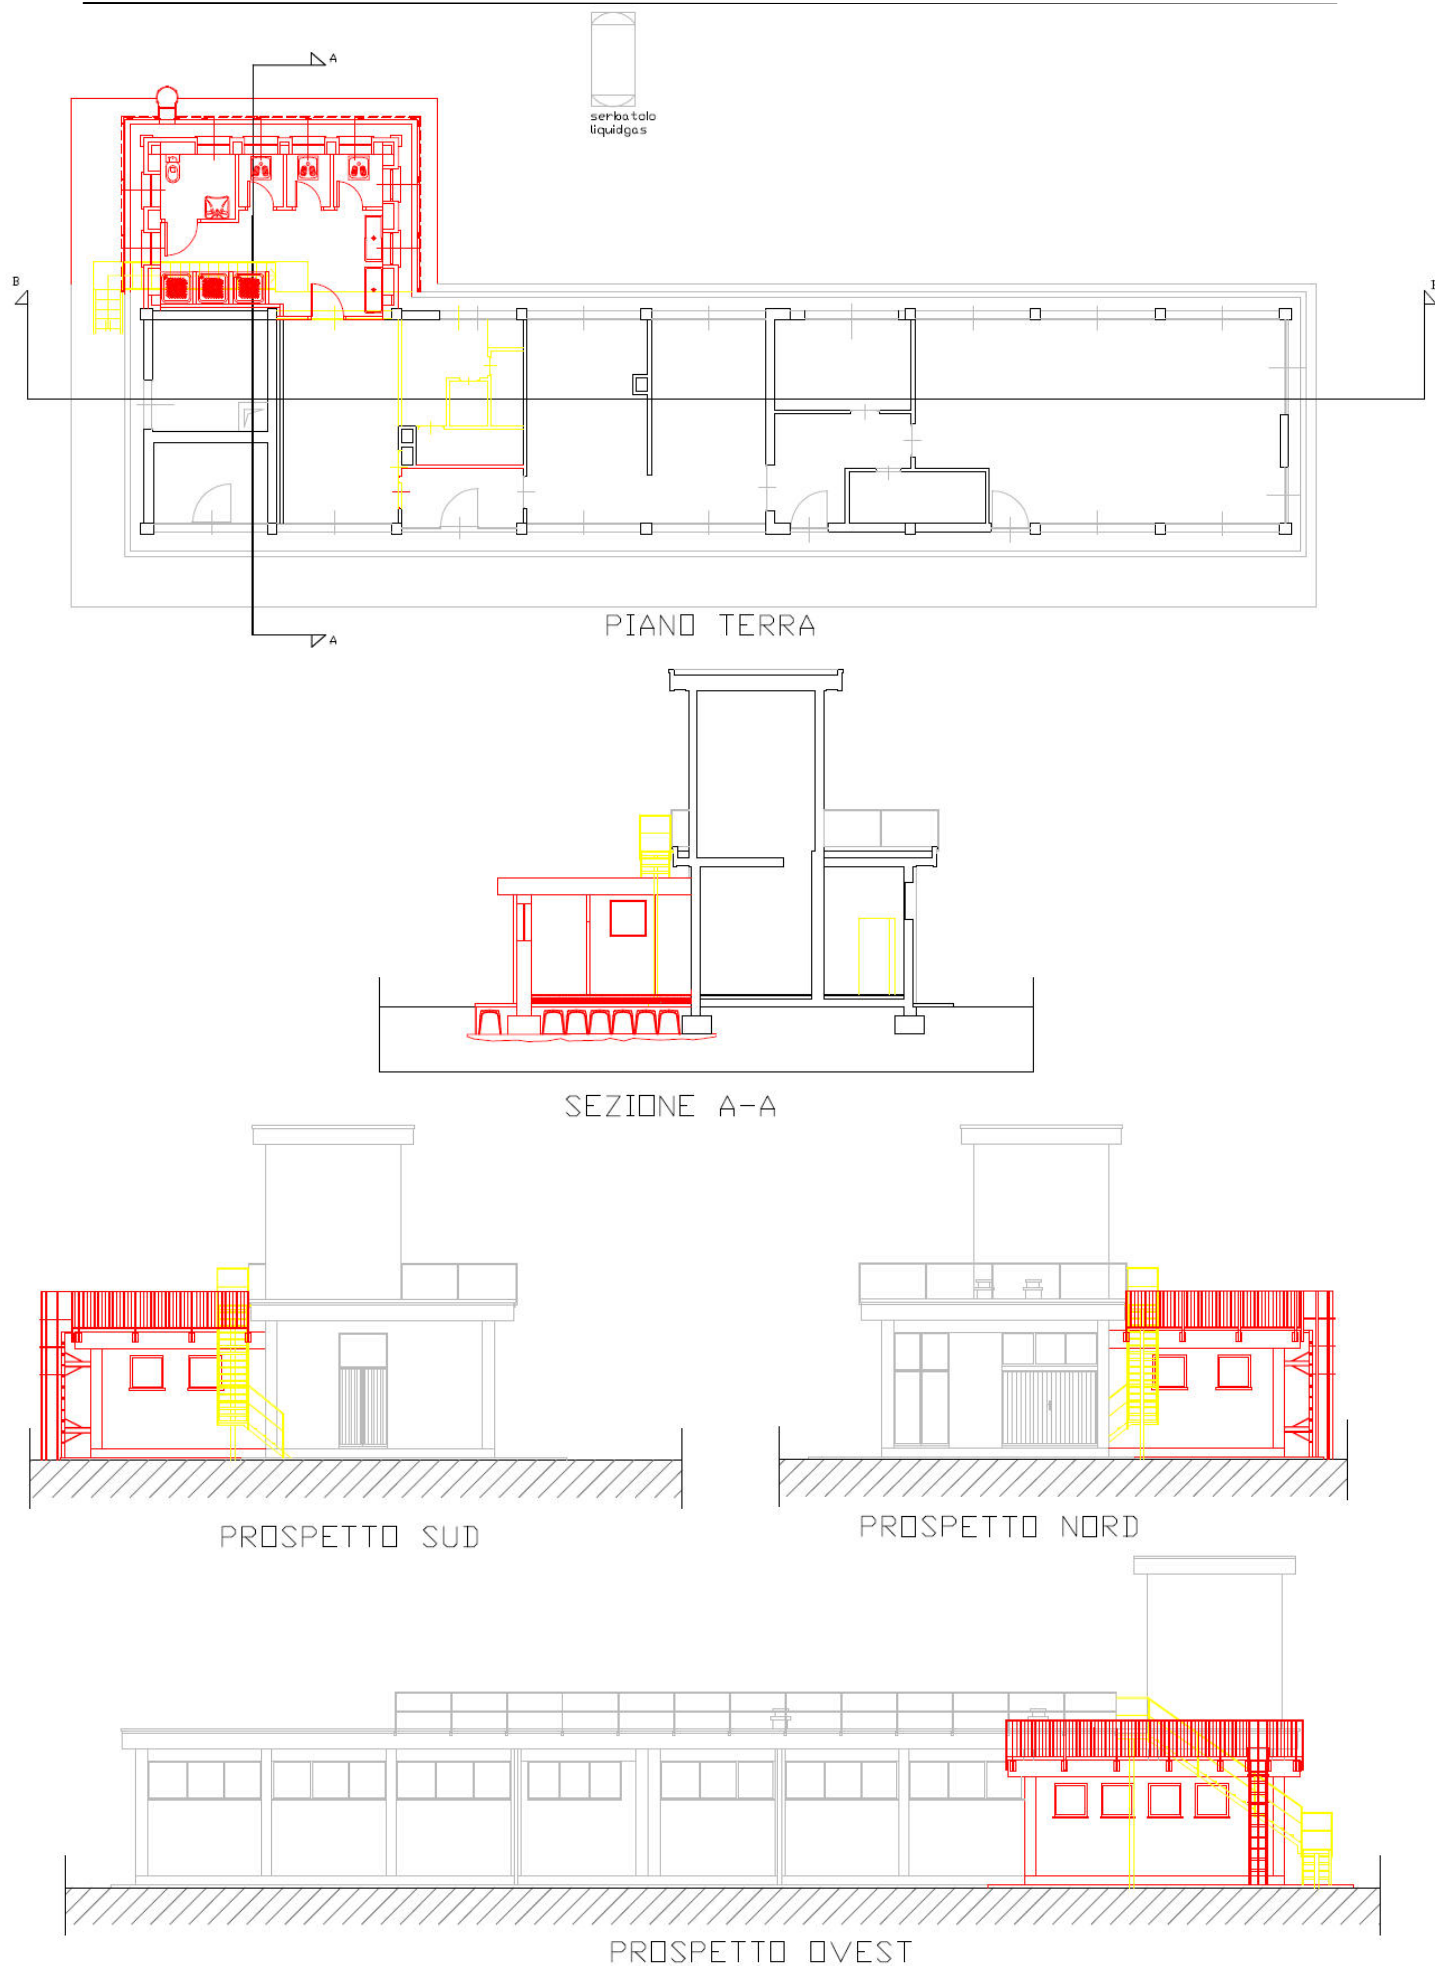 A
serbatoio
liquidgas
B
A
PIANO TERRA
SEZIONE A-A
PROSPETTO SUD
PROSPETTO NORD
PROSPETTO OVEST